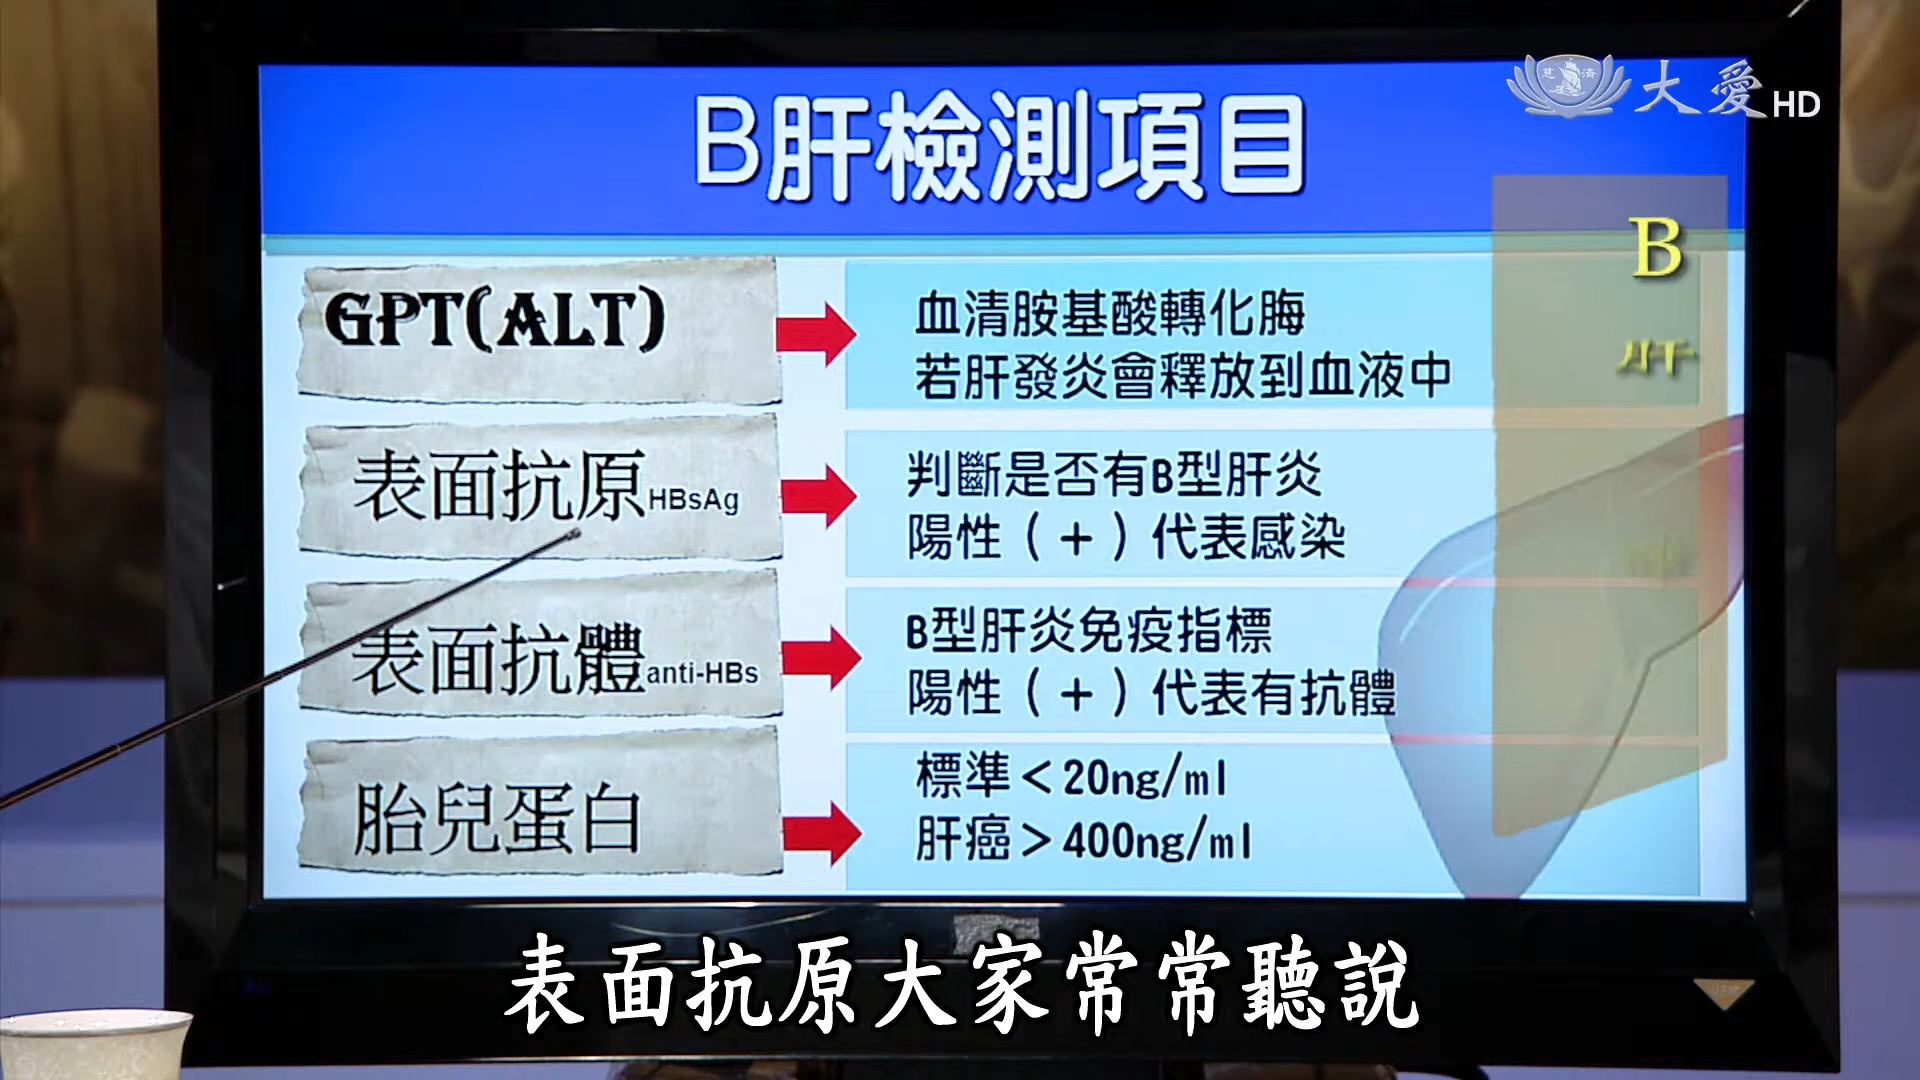 慈濟
大愛HD
B肝檢測項目
B
肝
GPT(ALT)
血清胺基酸轉化脢
若肝發炎會釋放到血液中
表面抗原HBsAg
判斷是否有B型肝炎
陽性（＋）代表感染
表面抗體anti-HBs
B型肝炎免疫指標
陽性（＋）代表有抗體
胎兒蛋白
標準＜20ng/ml
肝癌＞400ng/ml
表面抗原大家常常聽說